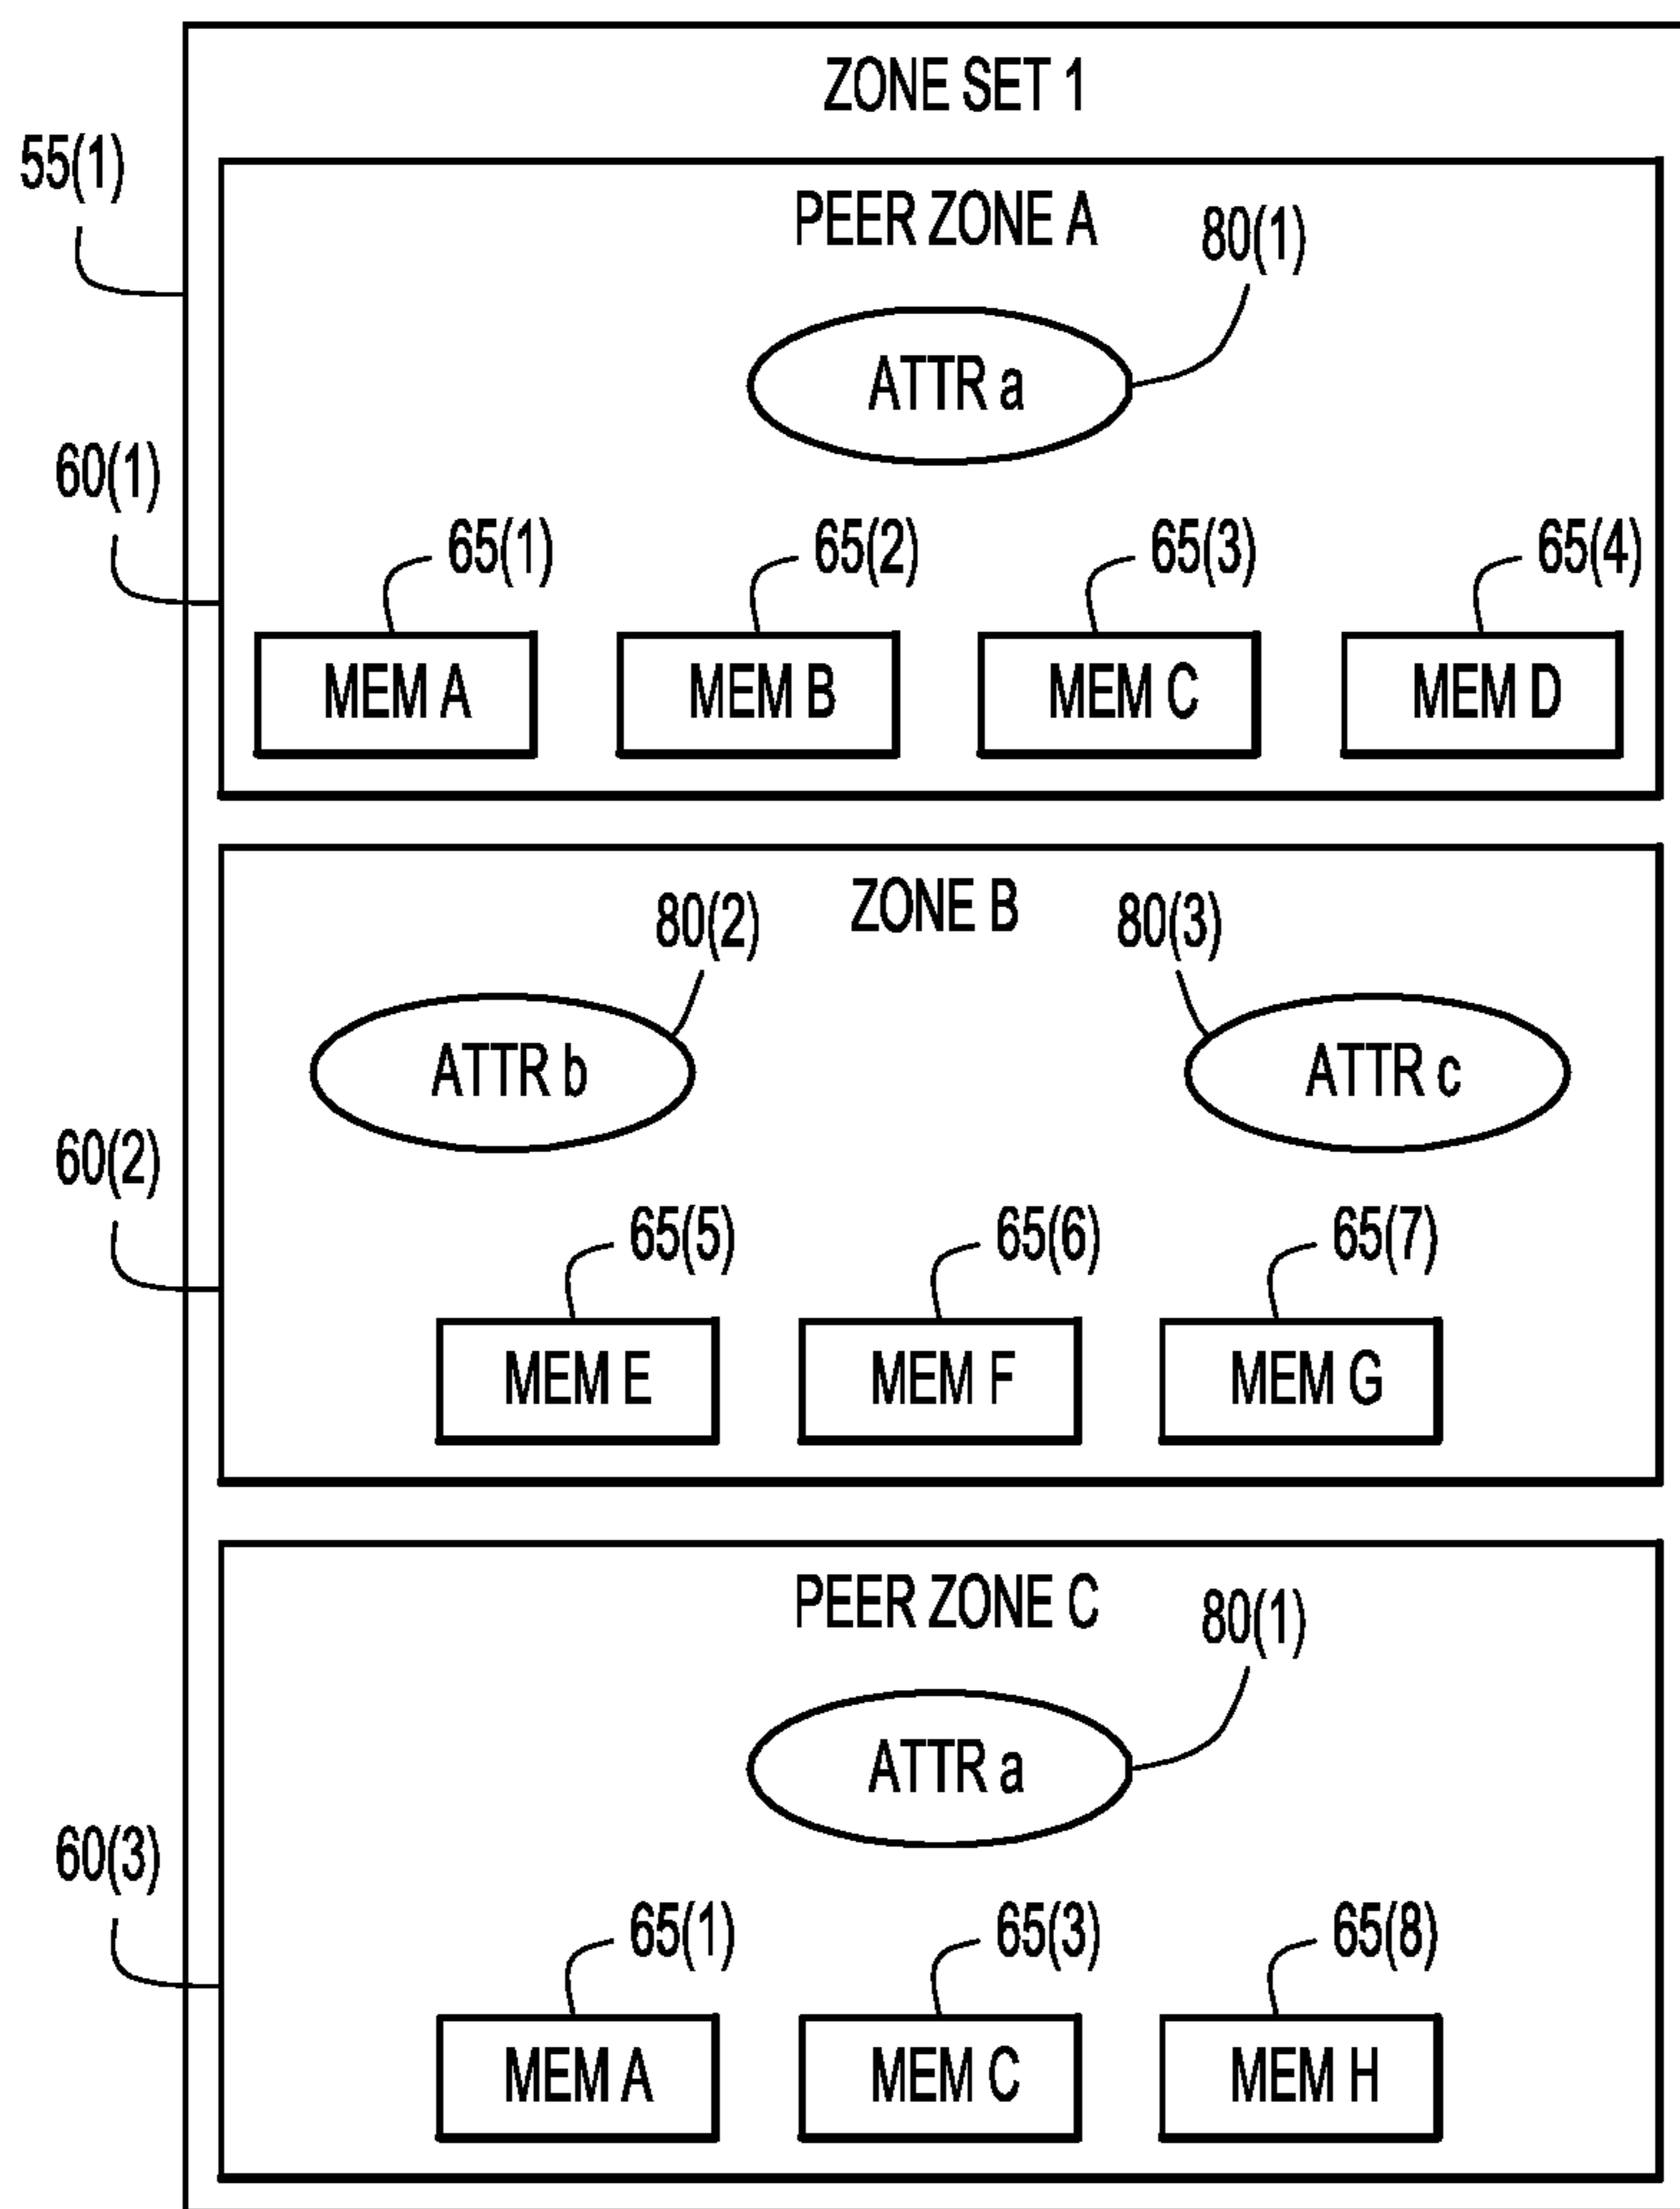 ZONE SET 1
55(1)
PEER ZONE A
80(1)
ATTR a
60(1)
65(1) 65(2) 65(3) 65(4)
MEM A MEM B MEM C MEM D
ZONE B
80(2) 80(3)
ATTR b ATTR c
60(2)
65(5) 65(6) 65(7)
MEM E MEM F MEM G
PEER ZONE C
80(1)
ATTR a
60(3)
65(1) 65(3) 65(8)
MEM A MEM C MEM H